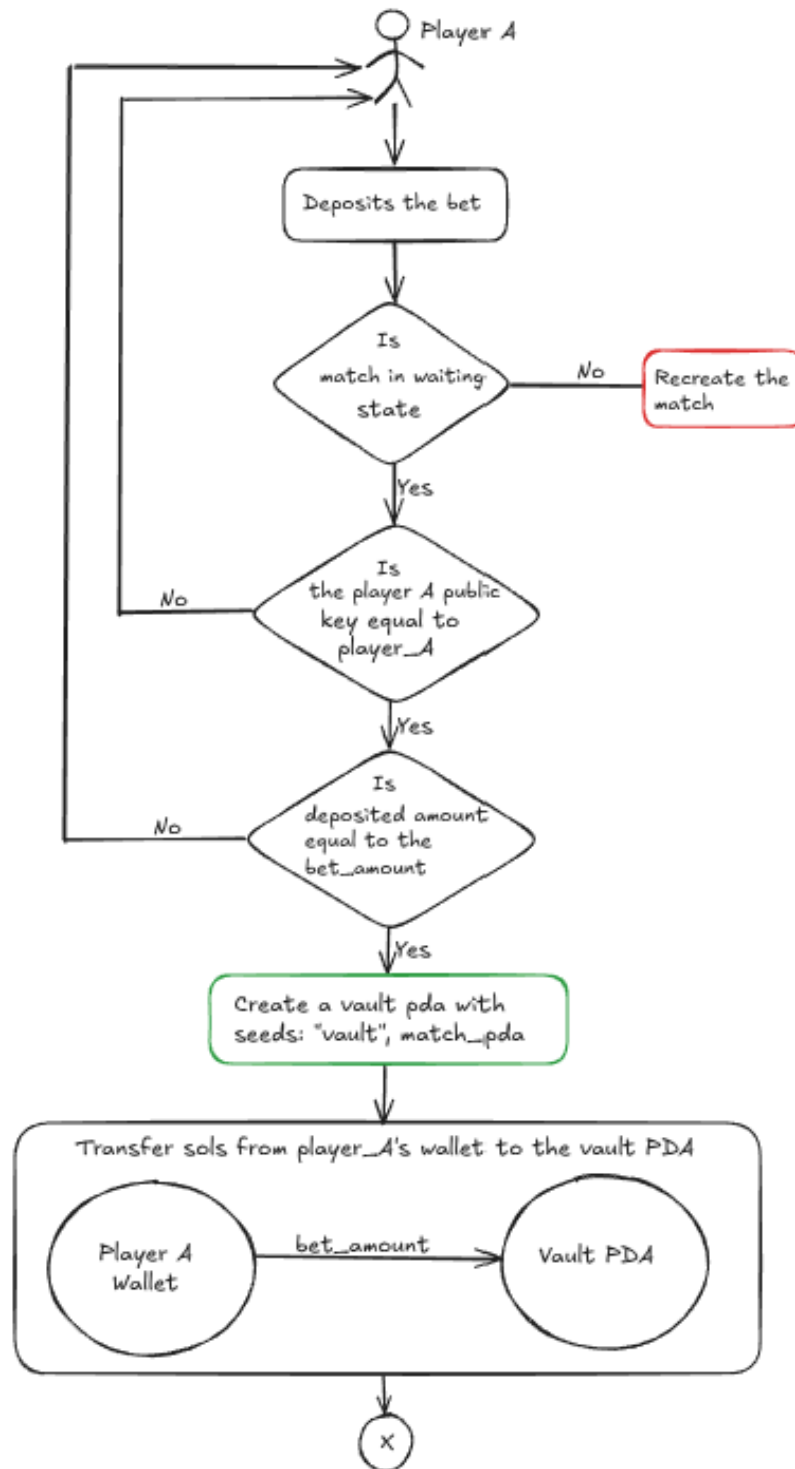 Player A
Deposits the bet
Is
match in waiting
state
No
Recreate the
match
Yes
Is
the player A public
key equal to
player_A
No
Yes
Is
deposited amount
equal to the
bet_amount
No
Yes
Create a vault pda with
seeds: "vault", match_pda
Transfer sols from player_A's wallet to the vault PDA
Player A
Wallet
bet_amount
Vault PDA
X